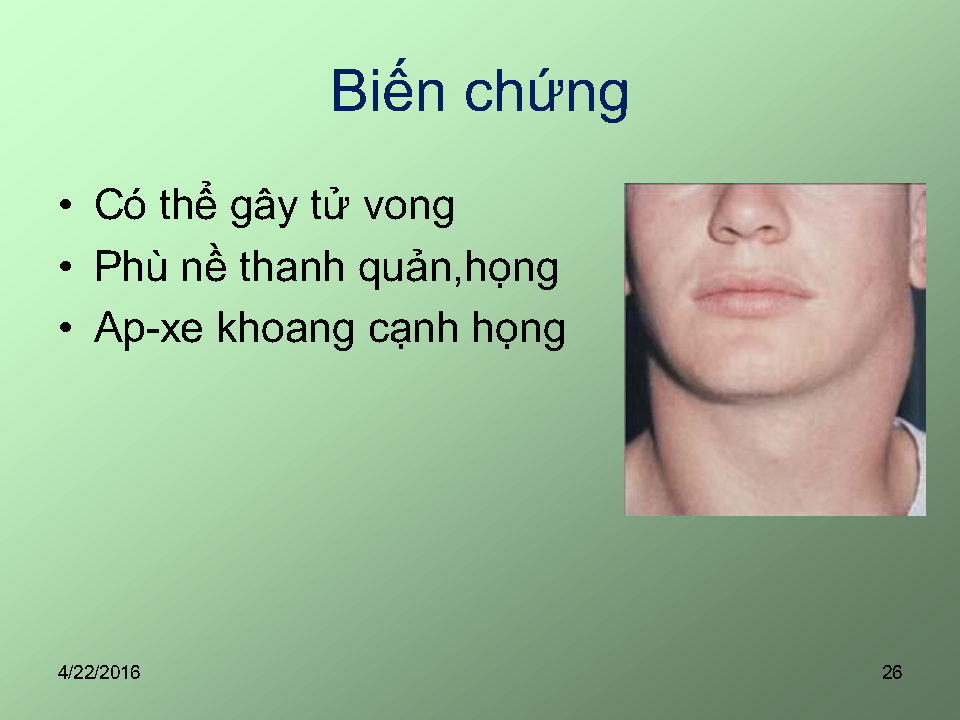 Biến chứng
• Có thể gây tử vong
• Phù nề thanh quản,họng
• Ap-xe khoang cạnh họng
4/22/2016
26